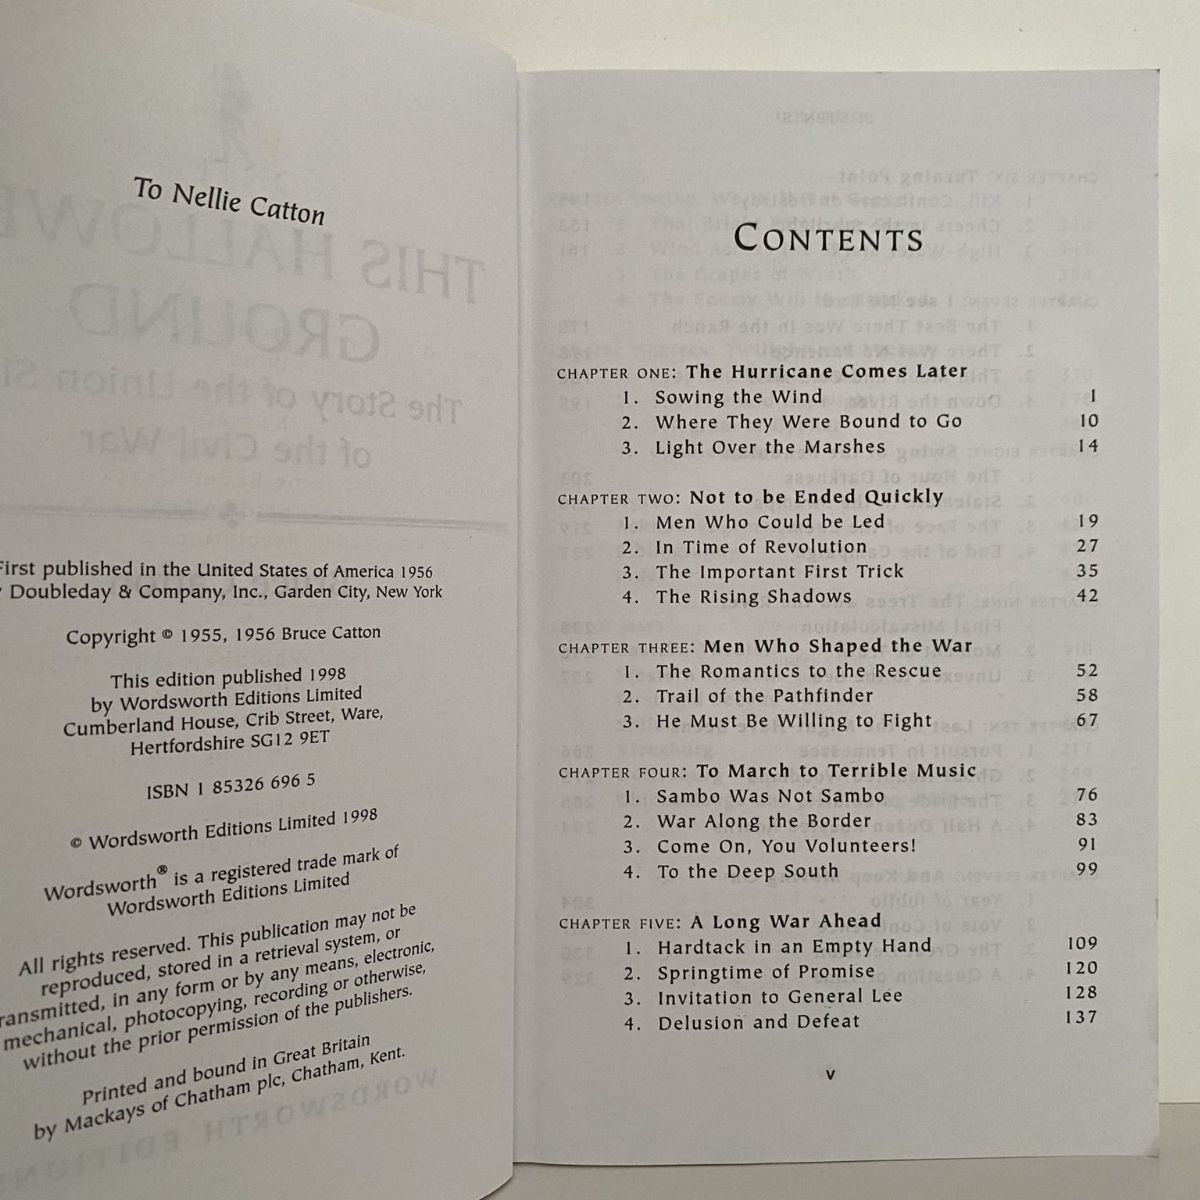 To Nellie Catton
First published in the United States of America 1956
Doubleday & Company, Inc., Garden City, New York
Copyright © 1955, 1956 Bruce Catton
This edition published 1998
by Wordsworth Editions Limited
Cumberland House, Crib Street, Ware,
Hertfordshire SG12 9ET
ISBN 1 85326 696 5
© Wordsworth Editions Limited 1998
Wordsworth® is a registered trade mark of
Wordsworth Editions Limited
All rights reserved. This publication may not be
reproduced, stored in a retrieval system, or
transmitted, in any form or by any means, electronic,
mechanical, photocopying, recording or otherwise,
without the prior permission of the publishers.
Printed and bound in Great Britain
by Mackays of Chatham plc, Chatham, Kent.
CONTENTS
CHAPTER ONE: The Hurricane Comes Later
1. Sowing the Wind 1
2. Where They Were Bound to Go 10
3. Light Over the Marshes 14
CHAPTER TWO: Not to be Ended Quickly
1. Men Who Could be Led 19
2. In Time of Revolution 27
3. The Important First Trick 35
4. The Rising Shadows 42
CHAPTER THREE: Men Who Shaped the War
1. The Romantics to the Rescue 52
2. Trail of the Pathfinder 58
3. He Must Be Willing to Fight 67
CHAPTER FOUR: To March to Terrible Music
1. Sambo Was Not Sambo 76
2. War Along the Border 83
3. Come On, You Volunteers! 91
4. To the Deep South 99
CHAPTER FIVE: A Long War Ahead
1. Hardtack in an Empty Hand 109
2. Springtime of Promise 120
3. Invitation to General Lee 128
4. Delusion and Defeat 137
v